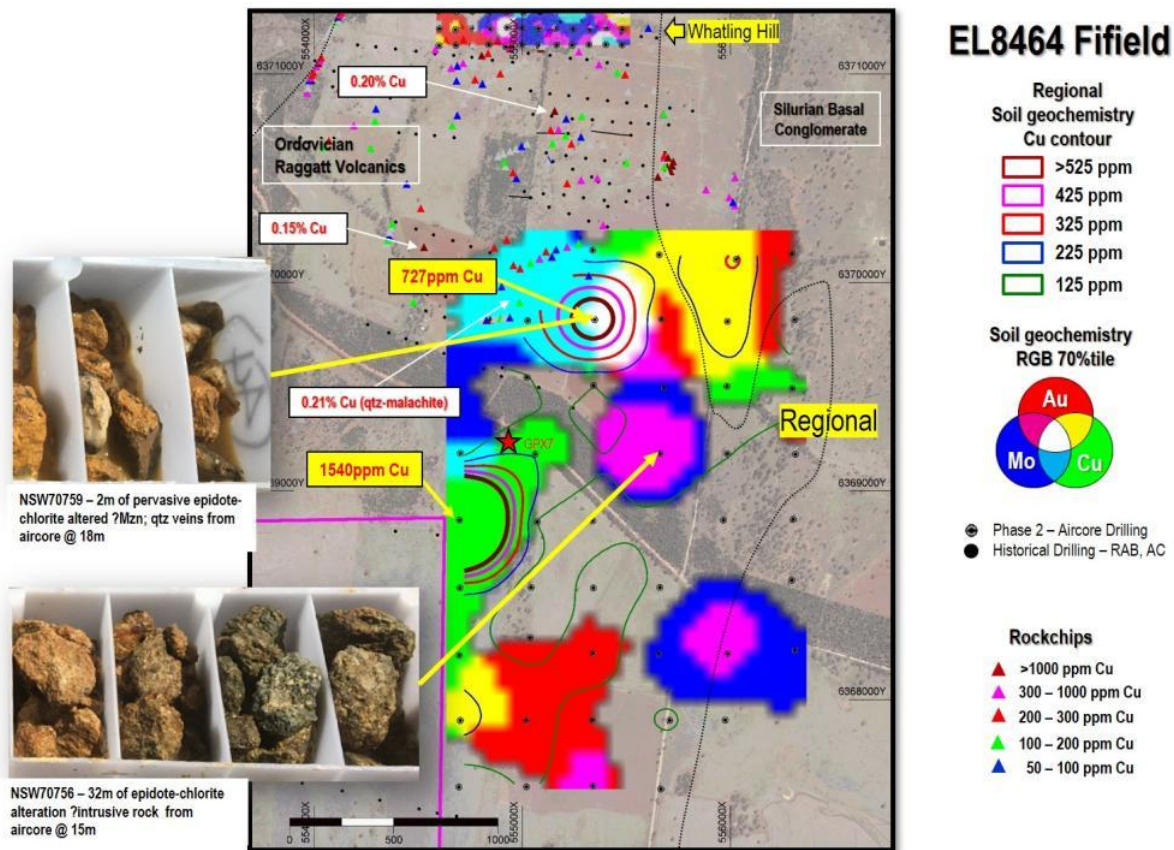 EL8464 Fifield
Whatling Hill
554000X
6371000Y
6371000Y
0.20% Cu
Silurian Basal
Conglomerate
Ordovician
Raggatt Volcanics
0.15% Cu
727ppm Cu
6370000Y
6370000Y
0.21% Cu (qtz-malachite)
Regional
GPX7
1540ppm Cu
6369000Y
6368000Y
NSW70759 – 2m of pervasive epidote-
chlorite altered ?Mzn; qtz veins from
aircore @ 18m
NSW70756 – 32m of epidote-chlorite
alteration ?intrusive rock from
aircore @ 15m
0
500
1000
555000X
556000X
Regional
Soil geochemistry
Cu contour
>525 ppm
425 ppm
325 ppm
225 ppm
125 ppm
Soil geochemistry
RGB 70%tile
Au
Mo
Cu
Phase 2 – Aircore Drilling
Historical Drilling – RAB, AC
Rockchips
>1000 ppm Cu
300 – 1000 ppm Cu
200 – 300 ppm Cu
100 – 200 ppm Cu
50 – 100 ppm Cu